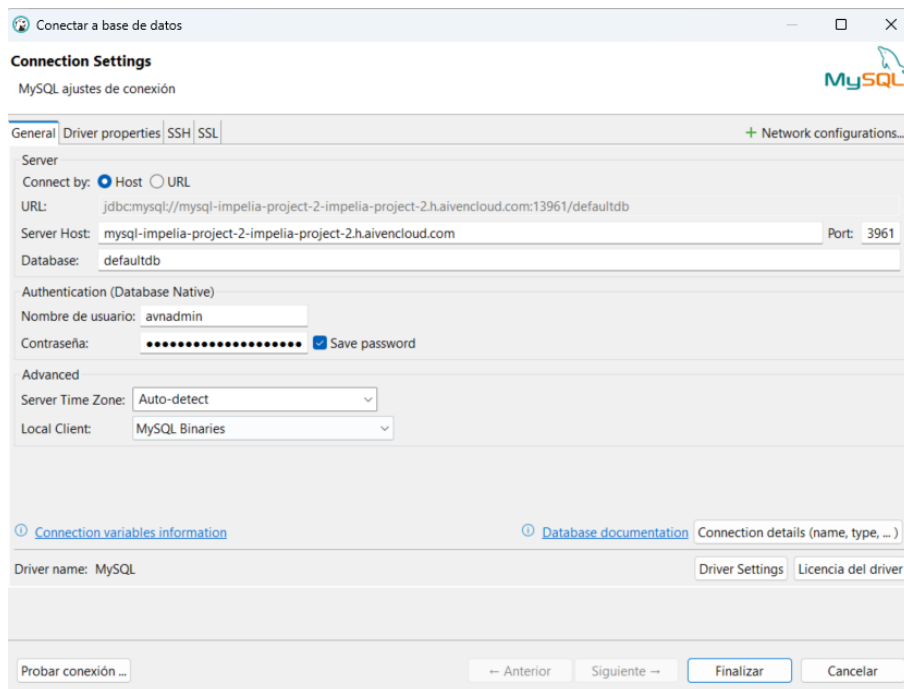 Conectar a base de datos
Connection Settings
MySQL ajustes de conexión
MySQL
General Driver properties SSH SSL + Network configurations...
Server
Connect by: Host URL
URL: jdbc:mysql://mysql-impelia-project-2-impelia-project-2.h.aivencloud.com:13961/defaultdb
Server Host: mysql-impelia-project-2-impelia-project-2.h.aivencloud.com Port: 3961
Database: defaultdb
Authentication (Database Native)
Nombre de usuario: avnadmin
Contraseña: •••••••••••••••••••• Save password
Advanced
Server Time Zone: Auto-detect
Local Client: MySQL Binaries
Connection variables information Database documentation Connection details (name, type, ... )
Driver name: MySQL Driver Settings Licencia del driver
Probar conexión ... ← Anterior Siguiente → Finalizar Cancelar